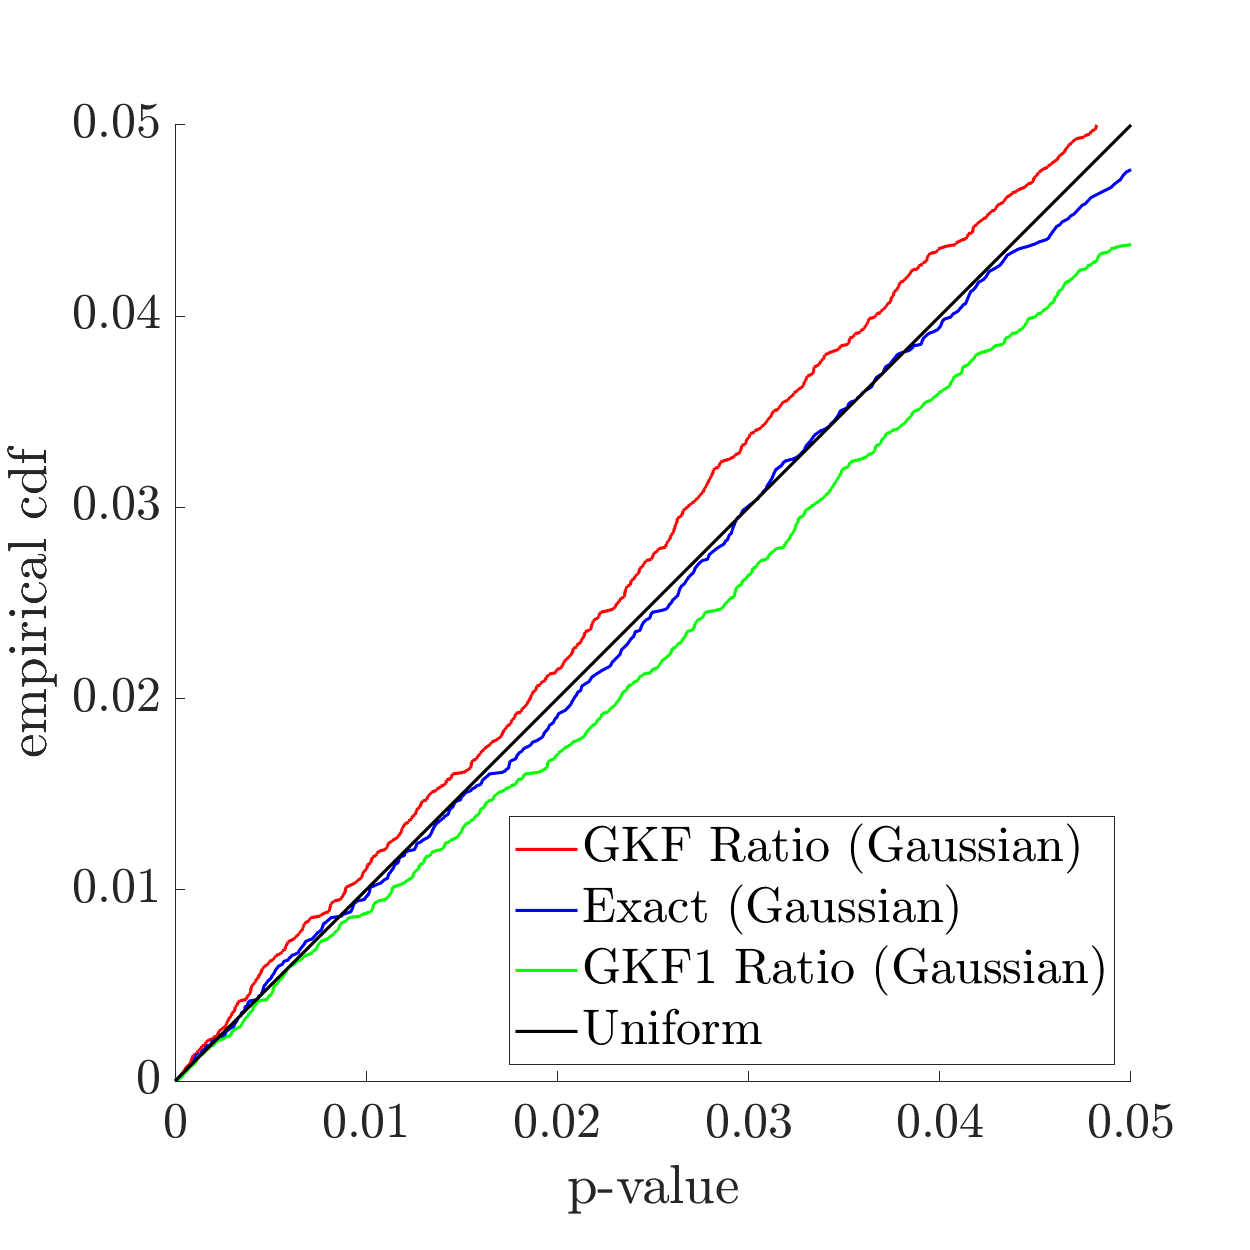 0.05
0.04
0.03
0.02
0.01
0
empirical cdf
GKF Ratio (Gaussian)
Exact (Gaussian)
GKF1 Ratio (Gaussian)
Uniform
0 0.01 0.02 0.03 0.04 0.05
p-value